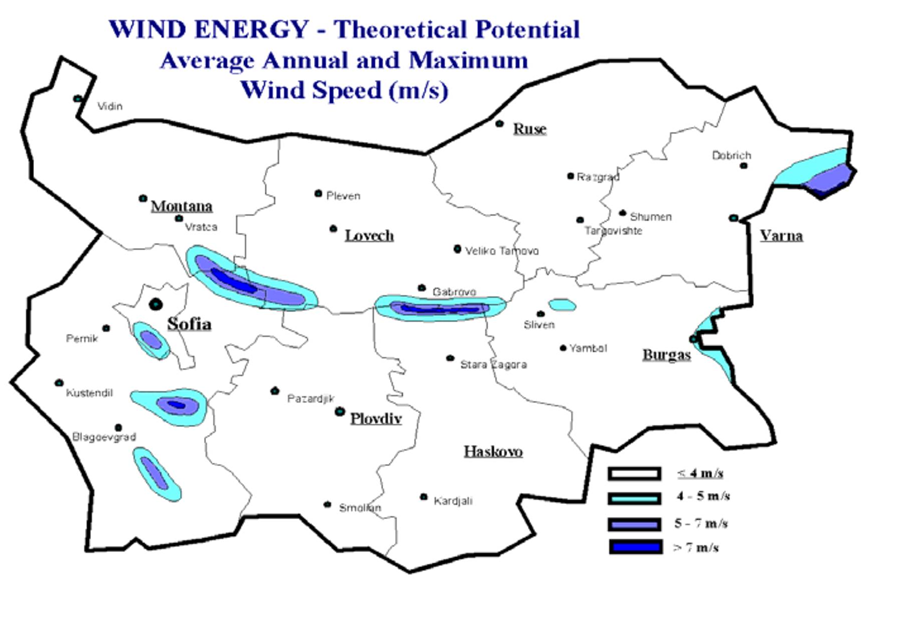 WIND ENERGY - Theoretical Potential
Average Annual and Maximum
Wind Speed (m/s)
Vidin
Ruse
Dobrich
Razgrad
Pleven
Montana
Shumen
Vratca
Targovishte
Lovech
Varna
Veliko Tarnovo
Gabrovo
Sofia
Sliven
Pernik
Yambol
Burgas
Stara Zagora
Kustendil
Pazardjik
Plovdiv
Blagoevgrad
Haskovo
≤ 4 m/s
4 - 5 m/s
Kardjali
Smollan
5 - 7 m/s
> 7 m/s